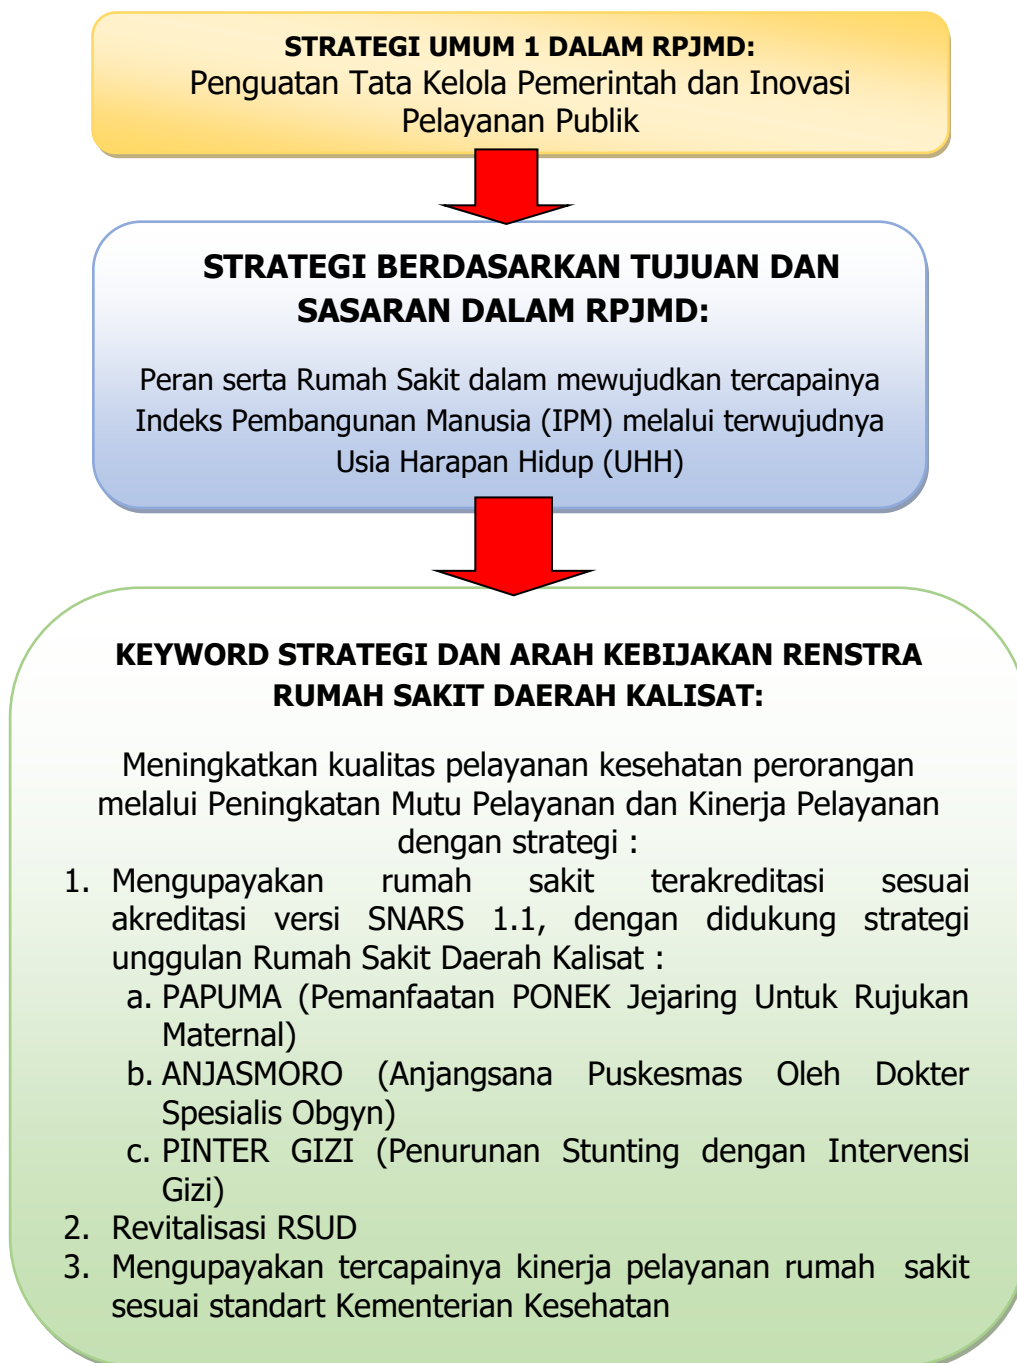 STRATEGI UMUM 1 DALAM RPJMD:
Penguatan Tata Kelola Pemerintah dan Inovasi
Pelayanan Publik
STRATEGI BERDASARKAN TUJUAN DAN
SASARAN DALAM RPJMD:
Peran serta Rumah Sakit dalam mewujudkan tercapainya
Indeks Pembangunan Manusia (IPM) melalui terwujudnya
Usia Harapan Hidup (UHH)
KEYWORD STRATEGI DAN ARAH KEBIJAKAN RENSTRA
RUMAH SAKIT DAERAH KALISAT:
Meningkatkan kualitas pelayanan kesehatan perorangan
melalui Peningkatan Mutu Pelayanan dan Kinerja Pelayanan
dengan strategi :
1. Mengupayakan rumah sakit terakreditasi sesuai
akreditasi versi SNARS 1.1, dengan didukung strategi
unggulan Rumah Sakit Daerah Kalisat :
a. PAPUMA (Pemanfaatan PONEK Jejaring Untuk Rujukan
Maternal)
b. ANJASMORO (Anjangsana Puskesmas Oleh Dokter
Spesialis Obgyn)
c. PINTER GIZI (Penurunan Stunting dengan Intervensi
Gizi)
2. Revitalisasi RSUD
3. Mengupayakan tercapainya kinerja pelayanan rumah sakit
sesuai standart Kementerian Kesehatan